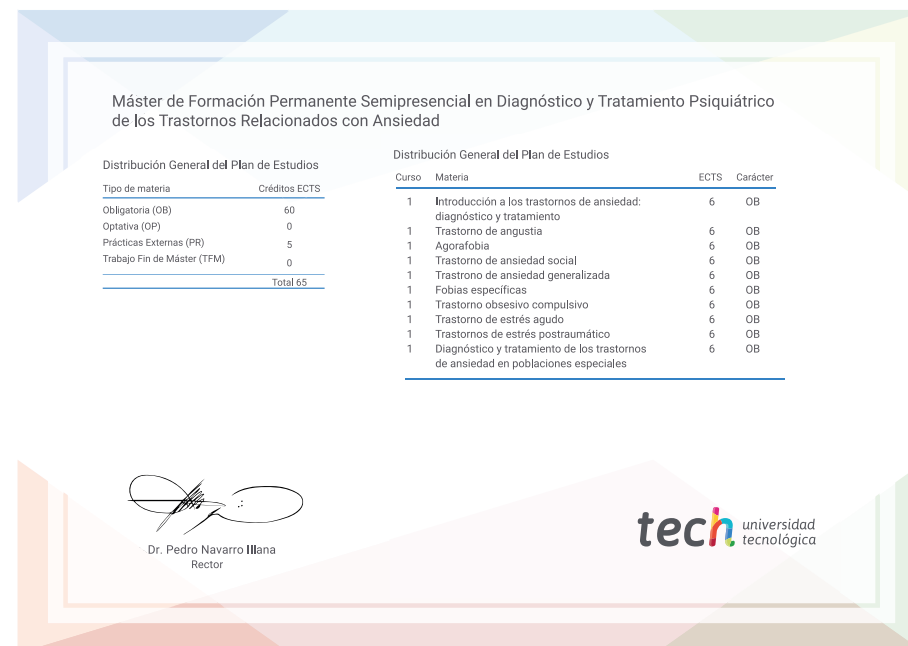 Máster de Formación Permanente Semipresencial en Diagnóstico y Tratamiento Psiquiátrico
de los Trastornos Relacionados con Ansiedad
Distribución General del Plan de Estudios
Tipo de materia Créditos ECTS
Obligatoria (OB) 60
Optativa (OP) 0
Prácticas Externas (PR) 5
Trabajo Fin de Máster (TFM) 0
Total 65
Distribución General del Plan de Estudios
Curso Materia ECTS Carácter
1 Introducción a los trastornos de ansiedad: 6 OB
diagnóstico y tratamiento
1 Trastorno de angustia 6 OB
1 Agorafobia 6 OB
1 Trastorno de ansiedad social 6 OB
1 Trastrono de ansiedad generalizada 6 OB
1 Fobias específicas 6 OB
1 Trastorno obsesivo compulsivo 6 OB
1 Trastorno de estrés agudo 6 OB
1 Trastornos de estrés postraumático 6 OB
1 Diagnóstico y tratamiento de los trastornos 6 OB
de ansiedad en poblaciones especiales
Dr. Pedro Navarro Illana
Rector
tech universidad
tecnológica